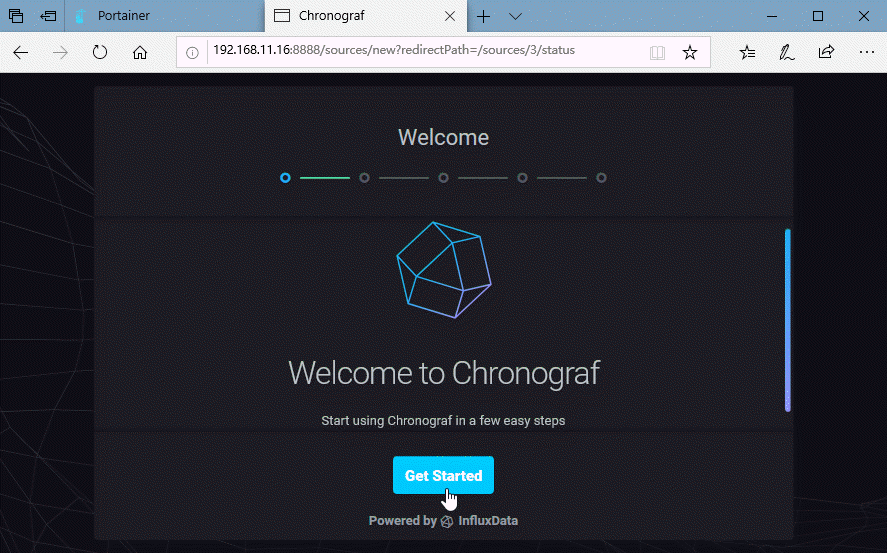 Portainer
Chronograf
192.168.11.16:8888/sources/new?redirectPath=/sources/3/status
Welcome
Welcome to Chronograf
Start using Chronograf in a few easy steps
Get Started
Powered by InfluxData